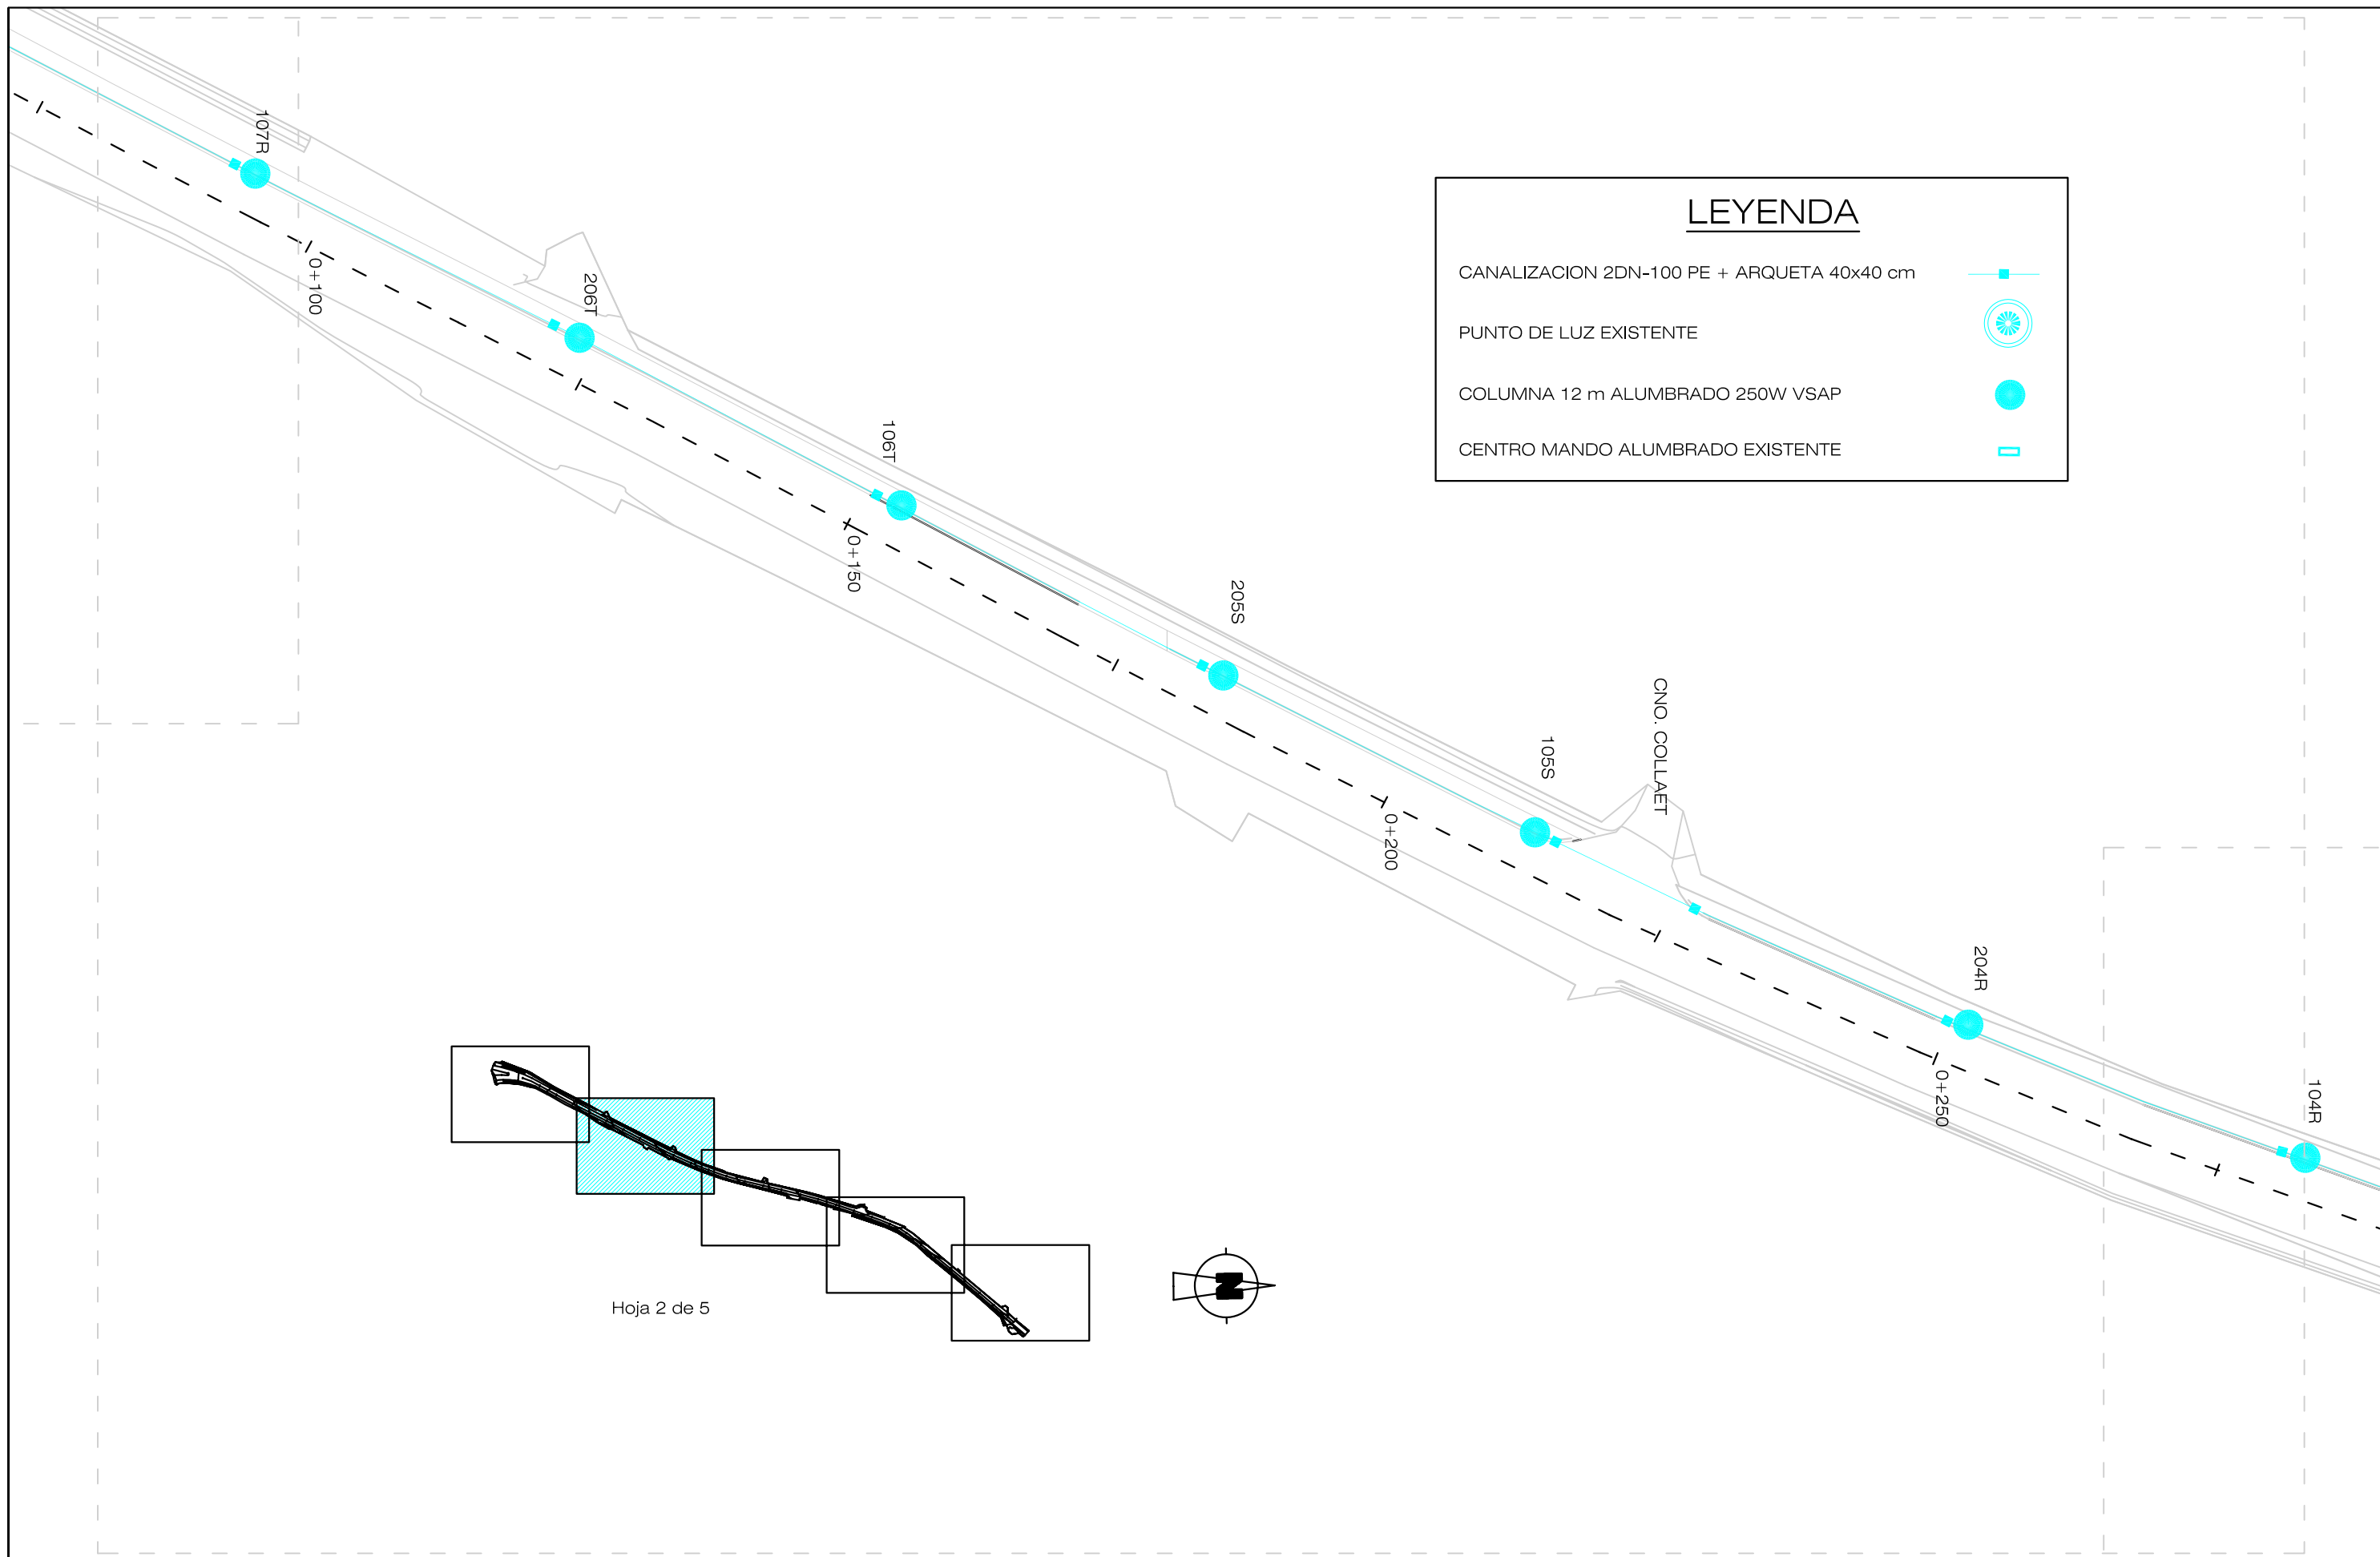 107R
0+100
206T
106T
0+150
205S
105S
0+200
CNO. COLLAET
204R
0+250
104R
LEYENDA
CANALIZACION 2DN-100 PE + ARQUETA 40x40 cm
PUNTO DE LUZ EXISTENTE
COLUMNA 12 m ALUMBRADO 250W VSAP
CENTRO MANDO ALUMBRADO EXISTENTE
Hoja 2 de 5
N